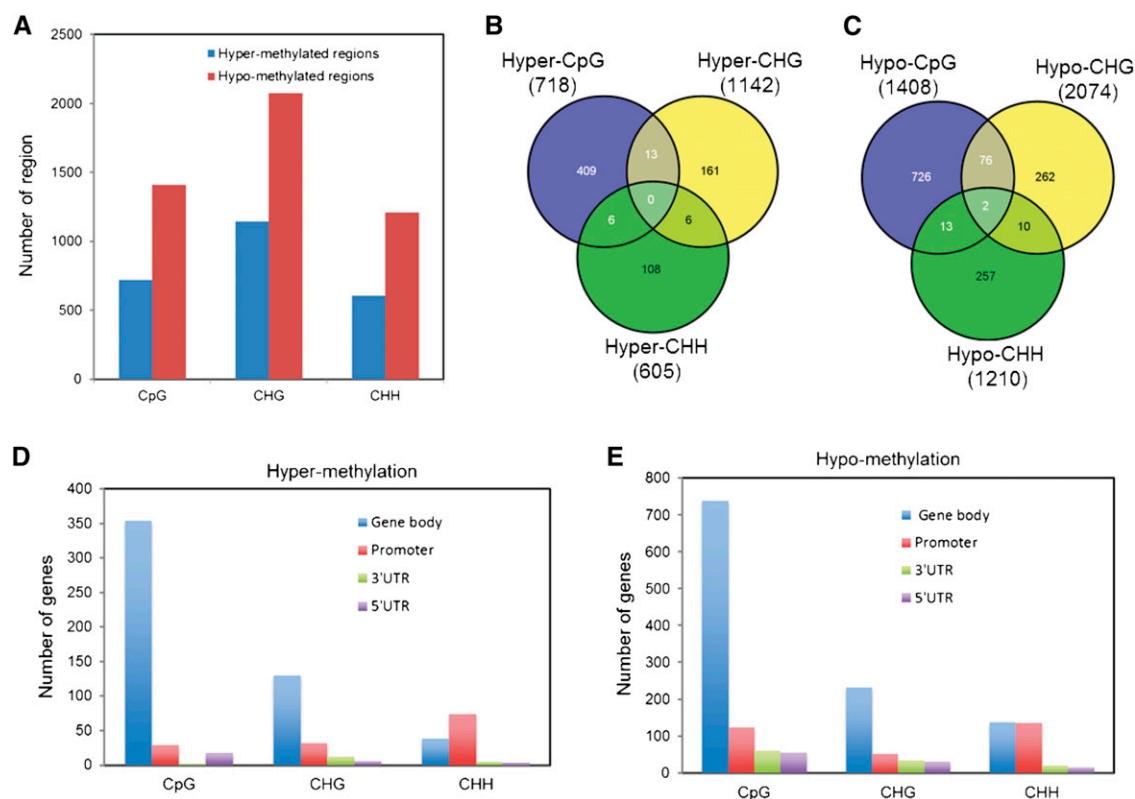 A
2500
2000
1500
1000
500
0
Number of region
Hyper-methylated regions
Hypo-methylated regions
CpG
CHG
CHH
B
Hyper-CpG
(718)
Hyper-CHG
(1142)
409
13
161
0
6
6
108
Hyper-CHH
(605)
C
Hypo-CpG
(1408)
Hypo-CHG
(2074)
726
76
262
2
13
10
257
Hypo-CHH
(1210)
D
Hyper-methylation
400
350
300
250
200
150
100
50
0
Number of genes
Gene body
Promoter
3'UTR
5'UTR
CpG
CHG
CHH
E
Hypo-methylation
800
700
600
500
400
300
200
100
0
Number of genes
Gene body
Promoter
3'UTR
5'UTR
CpG
CHG
CHH